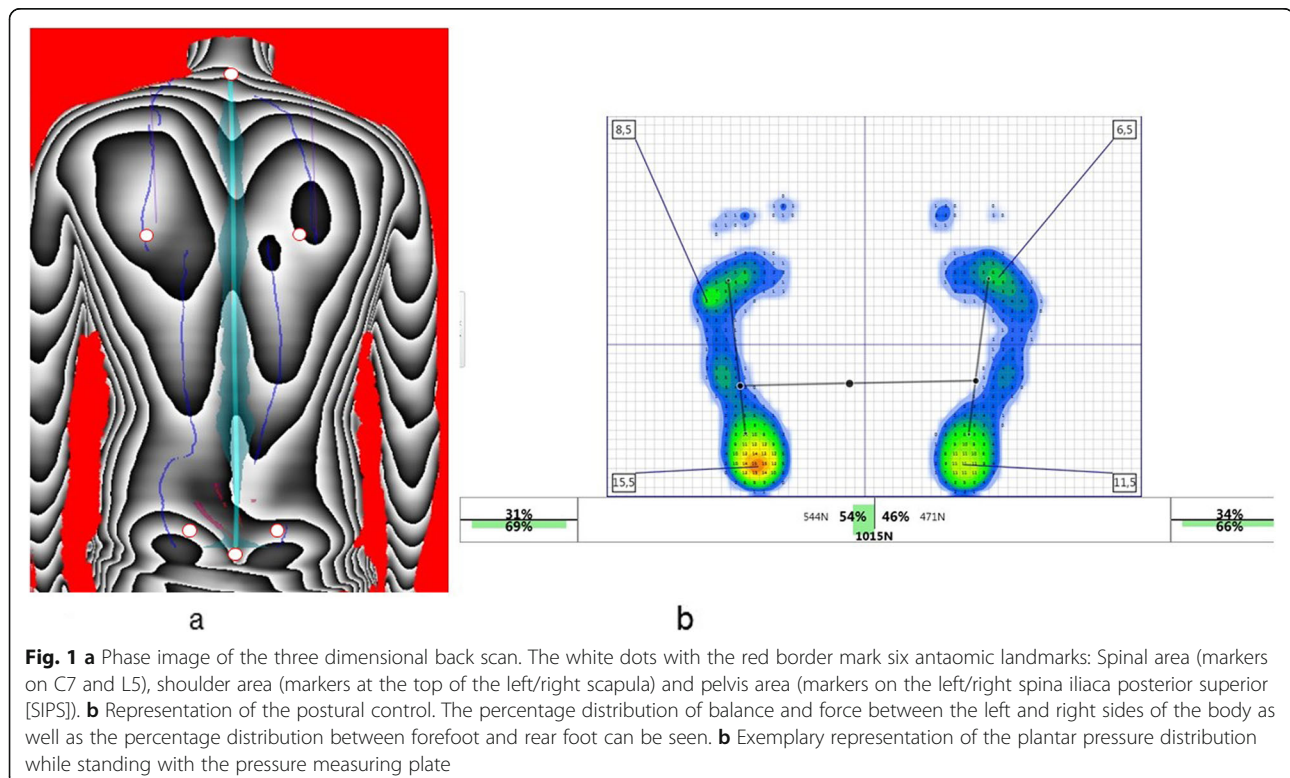 8,5
6,5
15,5
11,5
31%
69%
544N 54% 46% 471N
1015N
34%
66%
a
b
Fig. 1 a Phase image of the three dimensional back scan. The white dots with the red border mark six antaomic landmarks: Spinal area (markers
on C7 and L5), shoulder area (markers at the top of the left/right scapula) and pelvis area (markers on the left/right spina iliaca posterior superior
[SIPS]). b Representation of the postural control. The percentage distribution of balance and force between the left and right sides of the body as
well as the percentage distribution between forefoot and rear foot can be seen. b Exemplary representation of the plantar pressure distribution
while standing with the pressure measuring plate